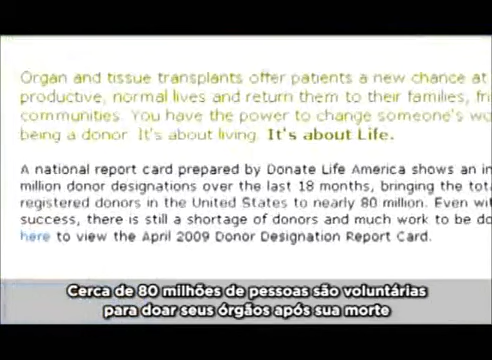 Organ and tissue transplants offer patients a new chance at
productive, normal lives and return them to their families,
communities. You have the power to change someone's
being a donor. It's about living. It's about Life.
A national report card prepared by Donate Life America shows an
million donor designations over the last 18 months, bringing the
registered donors in the United States to nearly 80 million. Even
success, there is still a shortage of donors and much work to be
here to view the April 2009 Donor Designation Report Card.
Cerca de 80 milhões de pessoas são voluntárias
para doar seus órgãos após sua morte